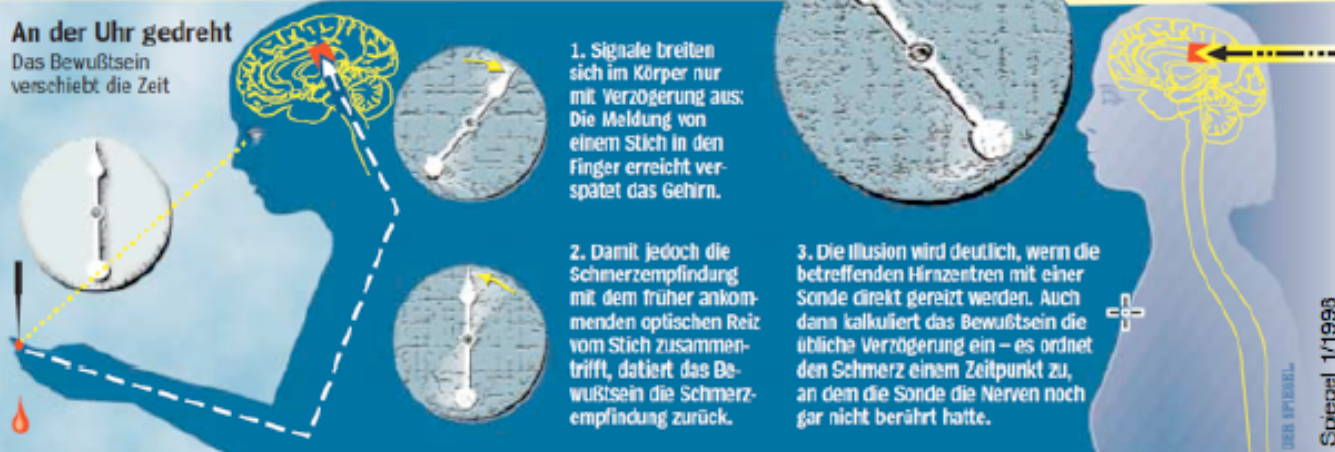 An der Uhr gedreht
Das Bewußtsein
verschiebt die Zeit
1. Signale breiten
sich im Körper nur
mit Verzögerung aus:
Die Meldung von
einem Stich in den
Finger erreicht ver-
spätet das Gehirn.
2. Damit jedoch die
Schmerzempfindung
mit dem früher ankom-
menden optischen Reiz
vom Stich zusammen-
trifft, datiert das Be-
wußtsein die Schmerz-
empfindung zurück.
3. Die Illusion wird deutlich, wenn die
betreffenden Hirnzentren mit einer
Sonde direkt gereizt werden. Auch
dann kalkuliert das Bewußtsein die
übliche Verzögerung ein – es ordnet
den Schmerz einem Zeitpunkt zu,
an dem die Sonde die Nerven noch
gar nicht berührt hatte.
DER SPIEGEL
Spiegel 1/1996